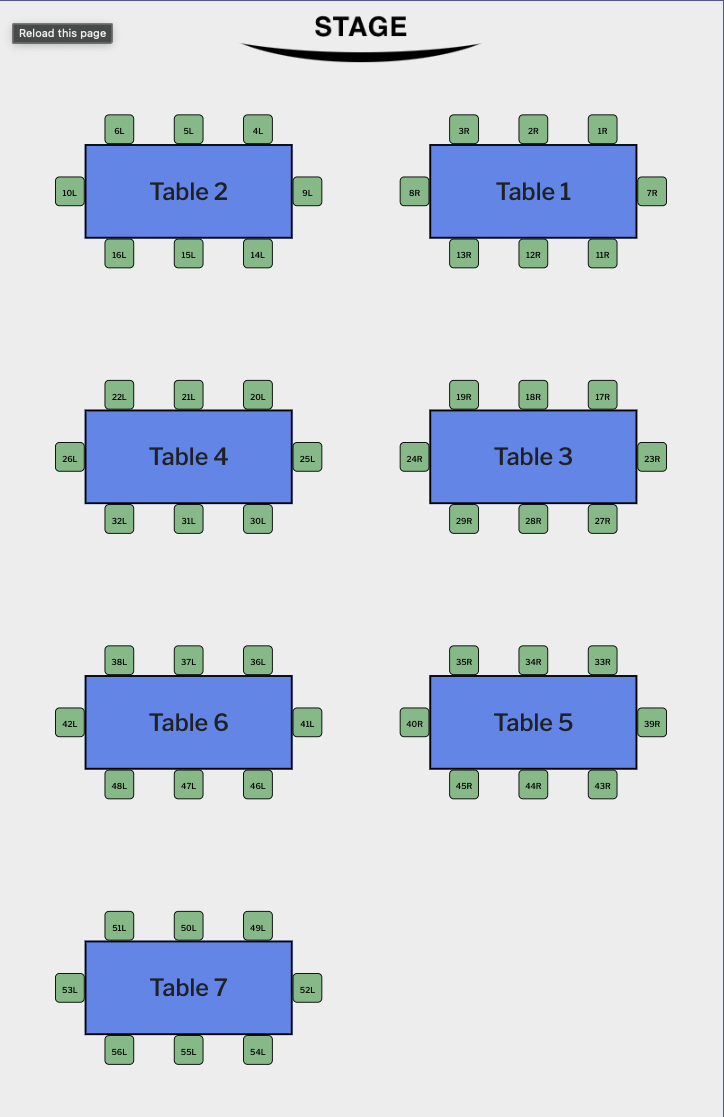 STAGE
Reload this page
6L 5L 4L
3R 2R 1R
10L Table 2 9L
8R Table 1 7R
16L 15L 14L
13R 12R 11R
22L 21L 20L
19R 18R 17R
26L Table 4 25L
24R Table 3 23R
32L 31L 30L
29R 28R 27R
38L 37L 36L
35R 34R 33R
42L Table 6 41L
40R Table 5 39R
48L 47L 46L
45R 44R 43R
51L 50L 49L
53L Table 7 52L
56L 55L 54L